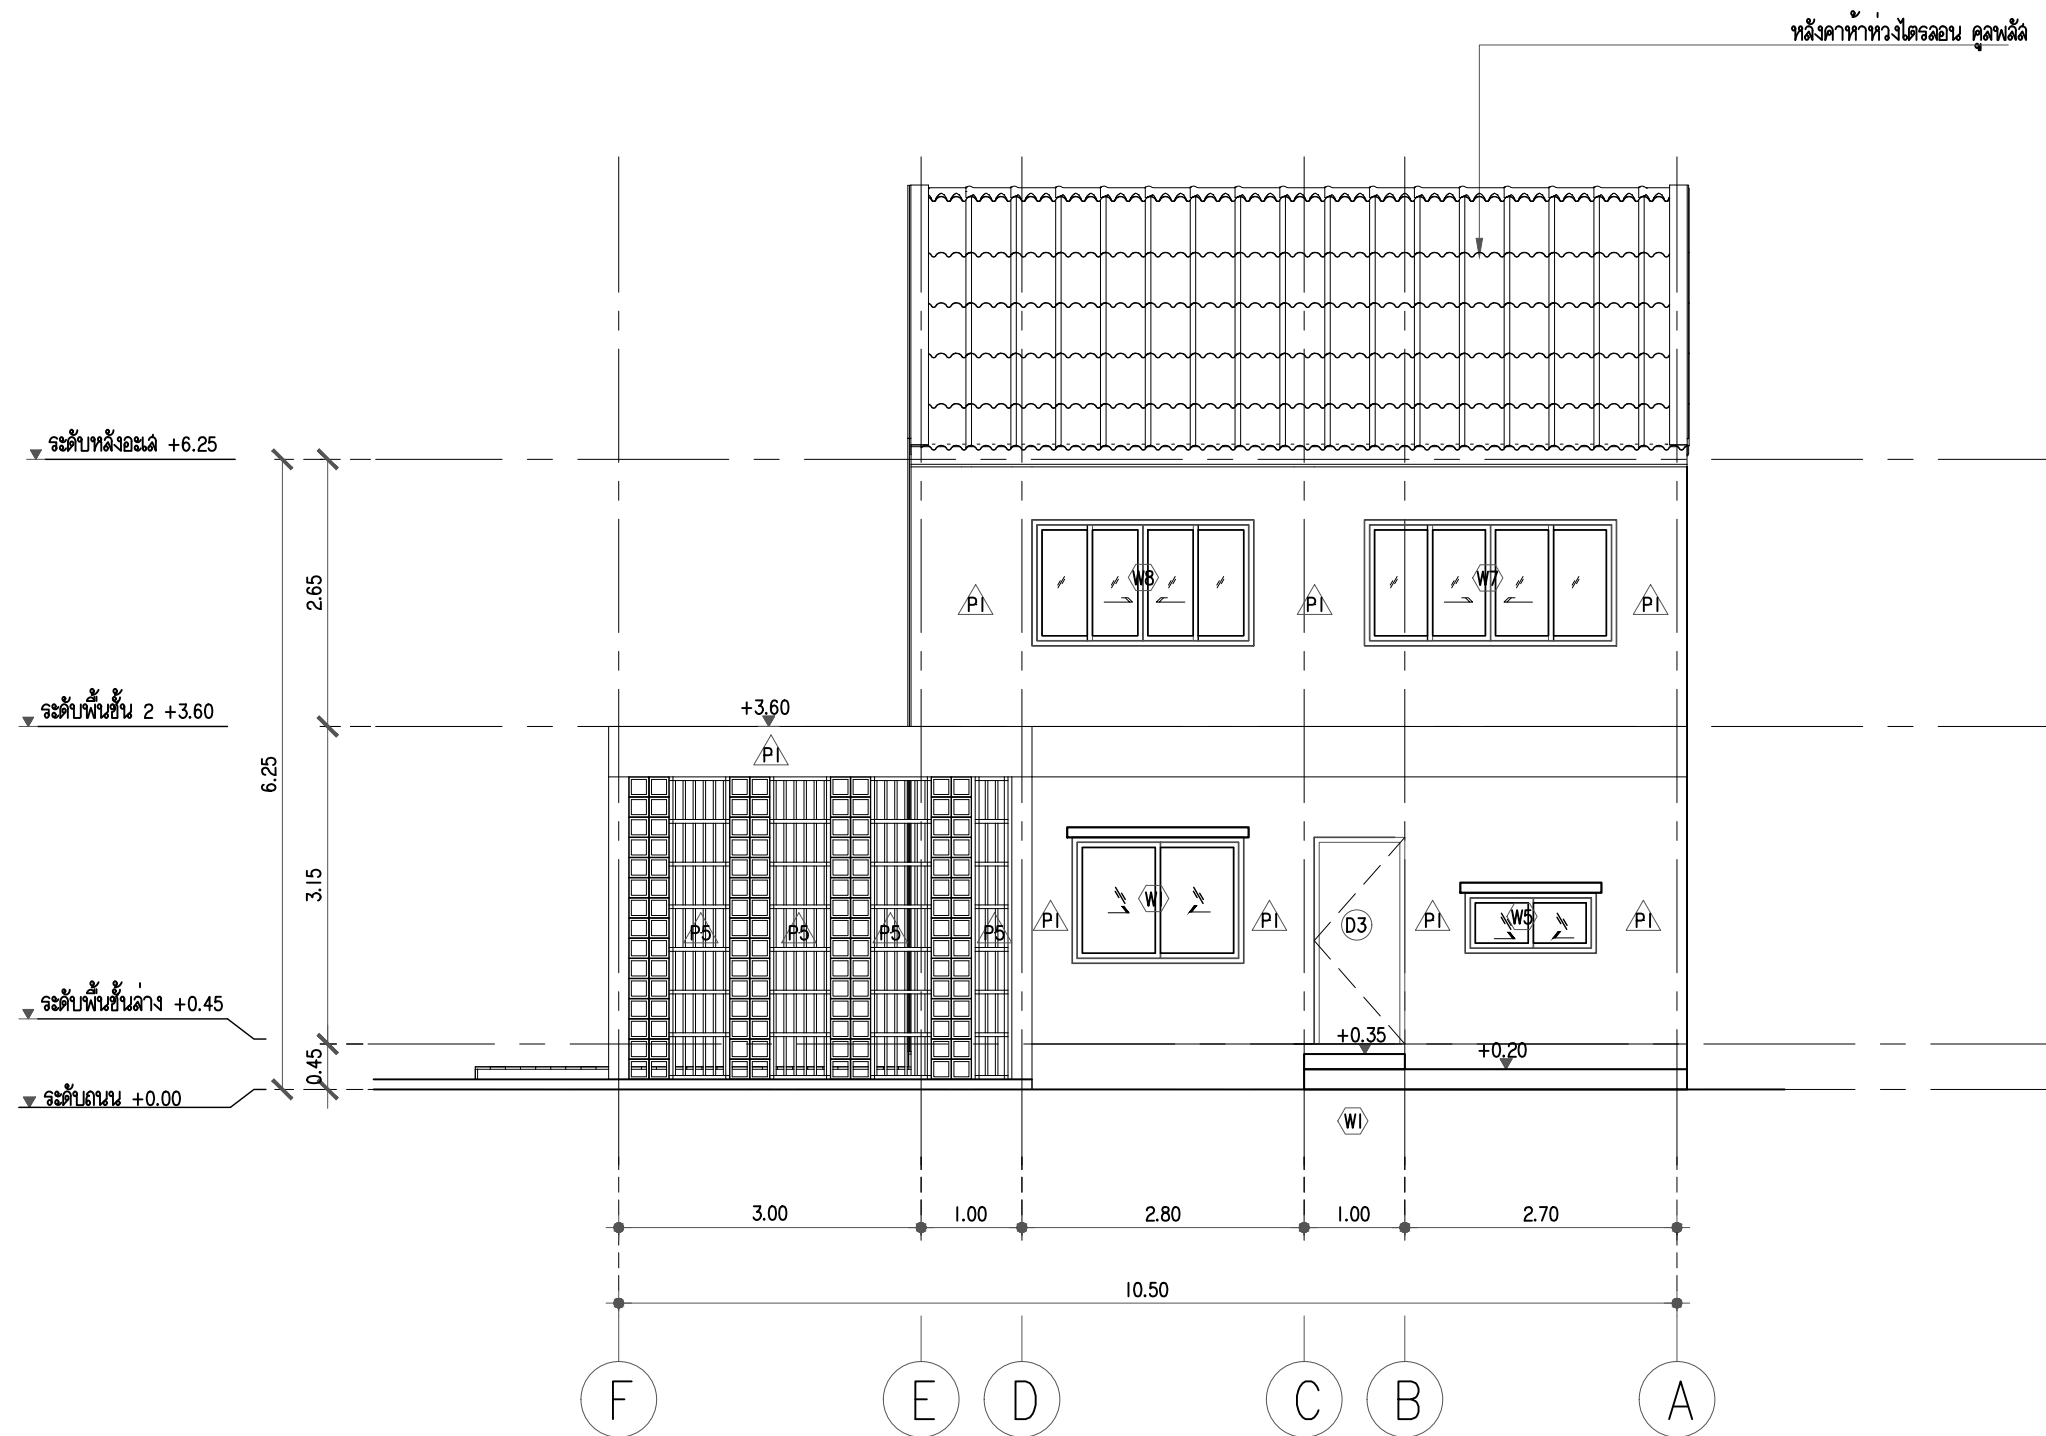 หลังคาห้าห่วงไตรลอน คูลพลัส
ระดับหลังอะเส +6.25
2.65
W8
W7
P1 P1 P1
ระดับพื้นชั้น 2 +3.60
+3.60
P1
6.25
3.15
W1
W5
P1 P1 D3 P1 P1
P5 P5 P5 P5
ระดับพื้นชั้นล่าง +0.45
+0.35
+0.20
0.45
ระดับถนน +0.00
W1
3.00 1.00 2.80 1.00 2.70
10.50
F E D C B A